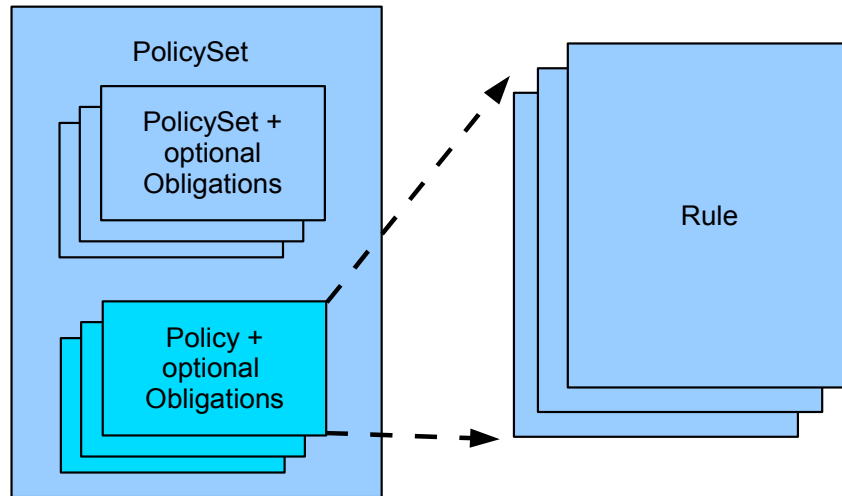 PolicySet
PolicySet +
optional
Obligations
Policy +
optional
Obligations
Rule